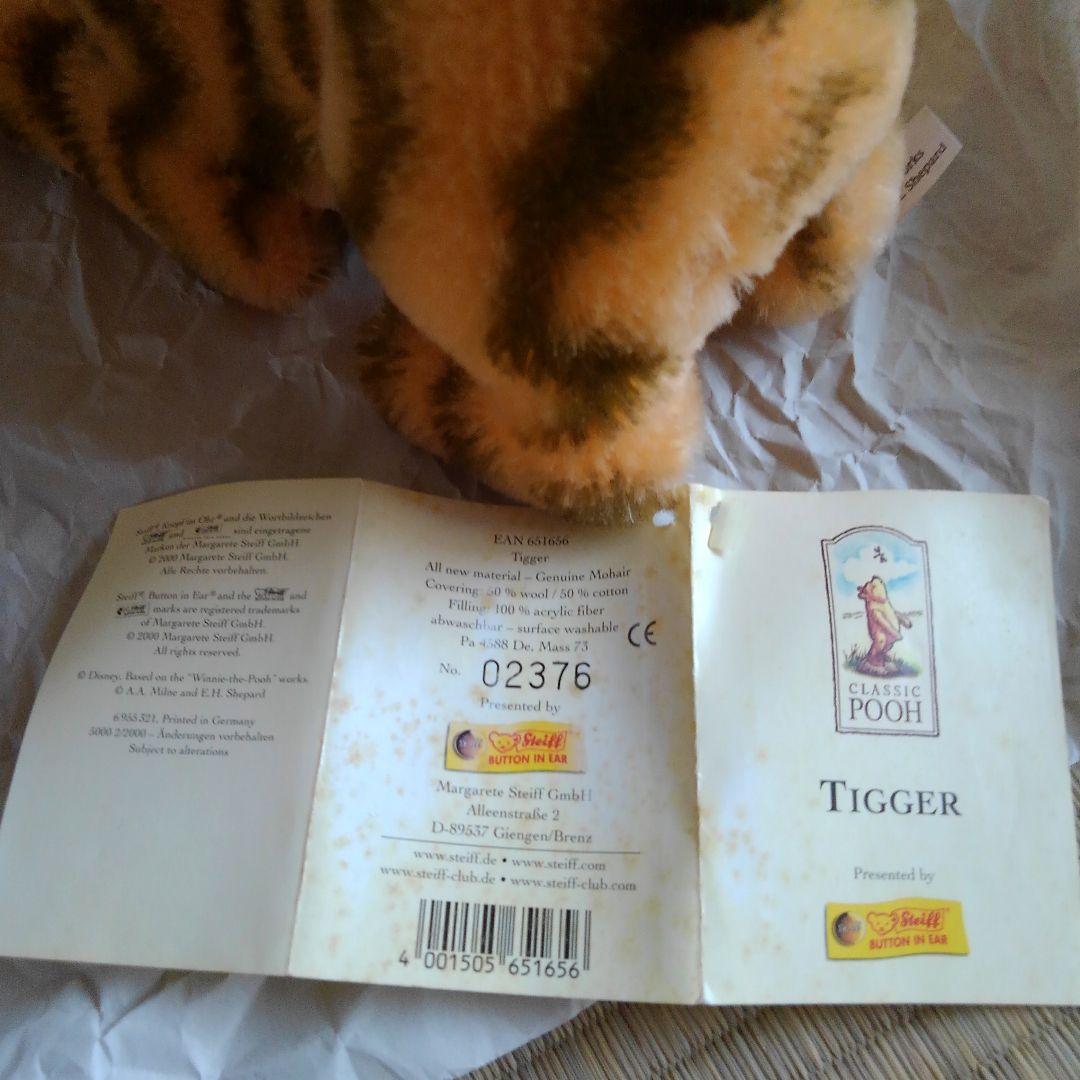 Shepard
Steiff® Knopf im Ohr® und die Wortbildzeichen
und sind eingetragene
Marken der Margarete Steiff GmbH.
© 2000 Margarete Steiff GmbH.
Alle Rechte vorbehalten.
Steiff® Button in Ear® and the and
marks are registered trademarks
of Margarete Steiff GmbH.
© 2000 Margarete Steiff GmbH.
All rights reserved.
© Disney. Based on the "Winnie-the-Pooh" works.
© A.A. Milne and E.H. Shepard
6955321, Printed in Germany
5000 2/2000 – Änderungen vorbehalten
Subject to alterations
EAN 651656
Tigger
All new material – Genuine Mohair
Covering: 50 % wool / 50 % cotton
Filling: 100 % acrylic fiber
abwaschbar – surface washable
CE
Pa 4588 De, Mass 73
No. 02376
Presented by
Steiff
BUTTON IN EAR
Margarete Steiff GmbH
Alleenstraße 2
D-89537 Giengen/Brenz
www.steiff.de • www.steiff.com
www.steiff-club.de • www.steiff-club.com
4 001505 651656
CLASSIC
POOH
TIGGER
Presented by
Steiff
BUTTON IN EAR